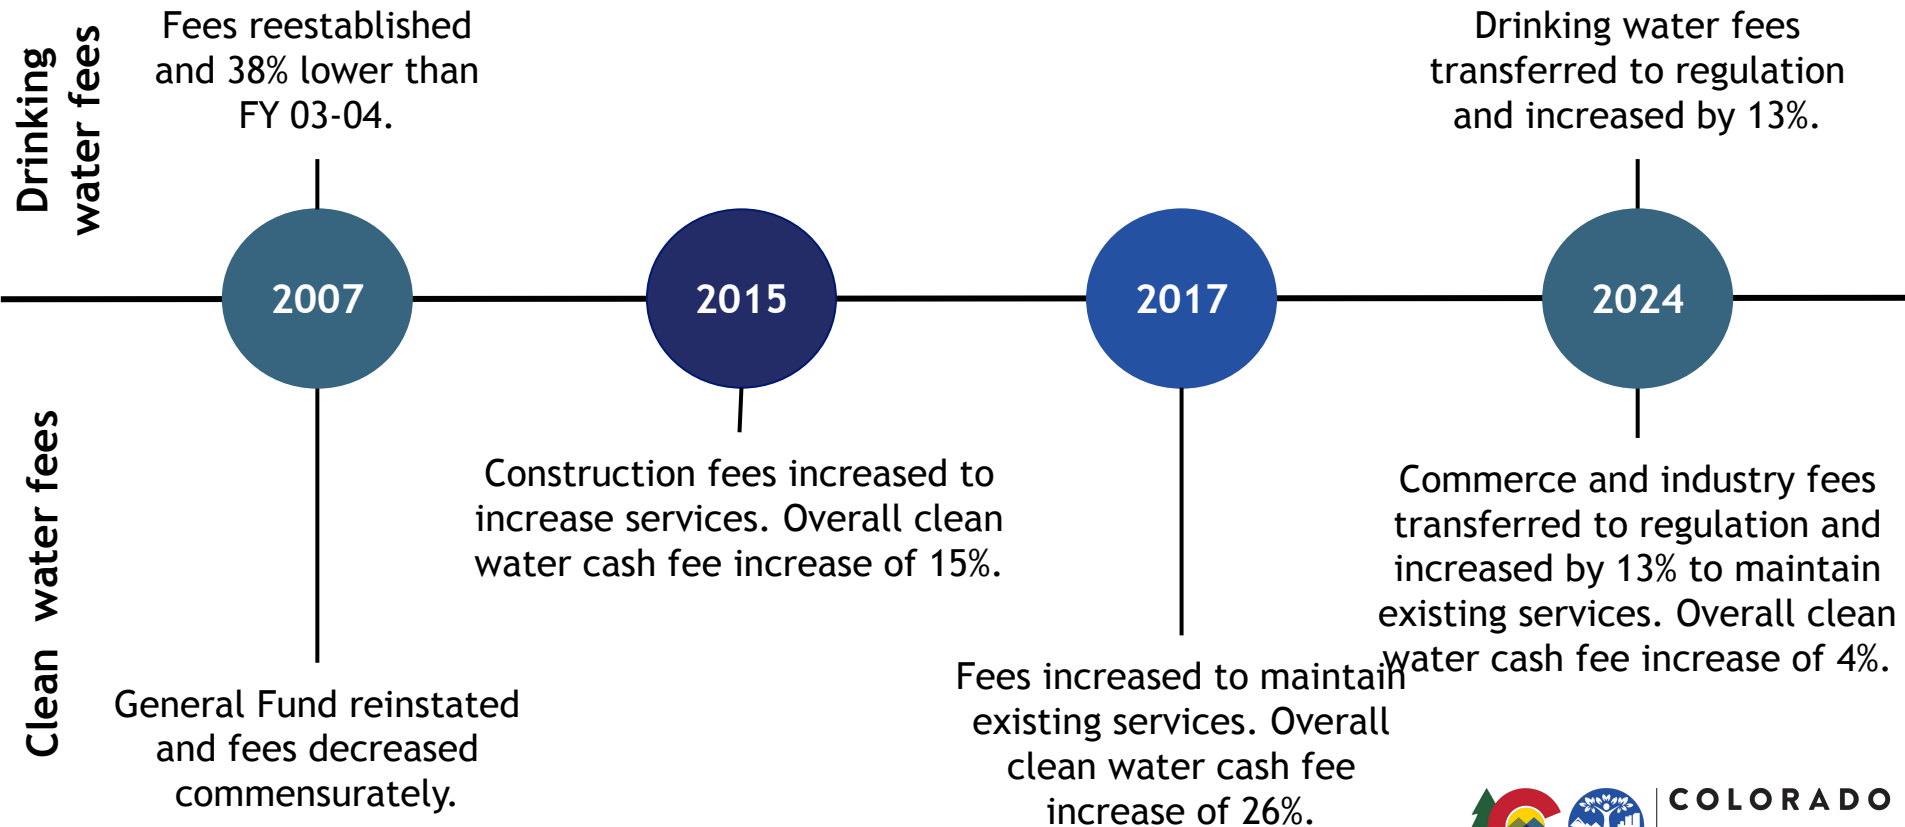 Drinking
water fees
Fees reestablished
and 38% lower than
FY 03-04.
Drinking water fees
transferred to regulation
and increased by 13%.
2007
2015
2017
2024
Clean water fees
General Fund reinstated
and fees decreased
commensurately.
Construction fees increased to
increase services. Overall clean
water cash fee increase of 15%.
Fees increased to maintain
existing services. Overall
clean water cash fee
increase of 26%.
Commerce and industry fees
transferred to regulation and
increased by 13% to maintain
existing services. Overall clean
water cash fee increase of 4%.
COLORADO